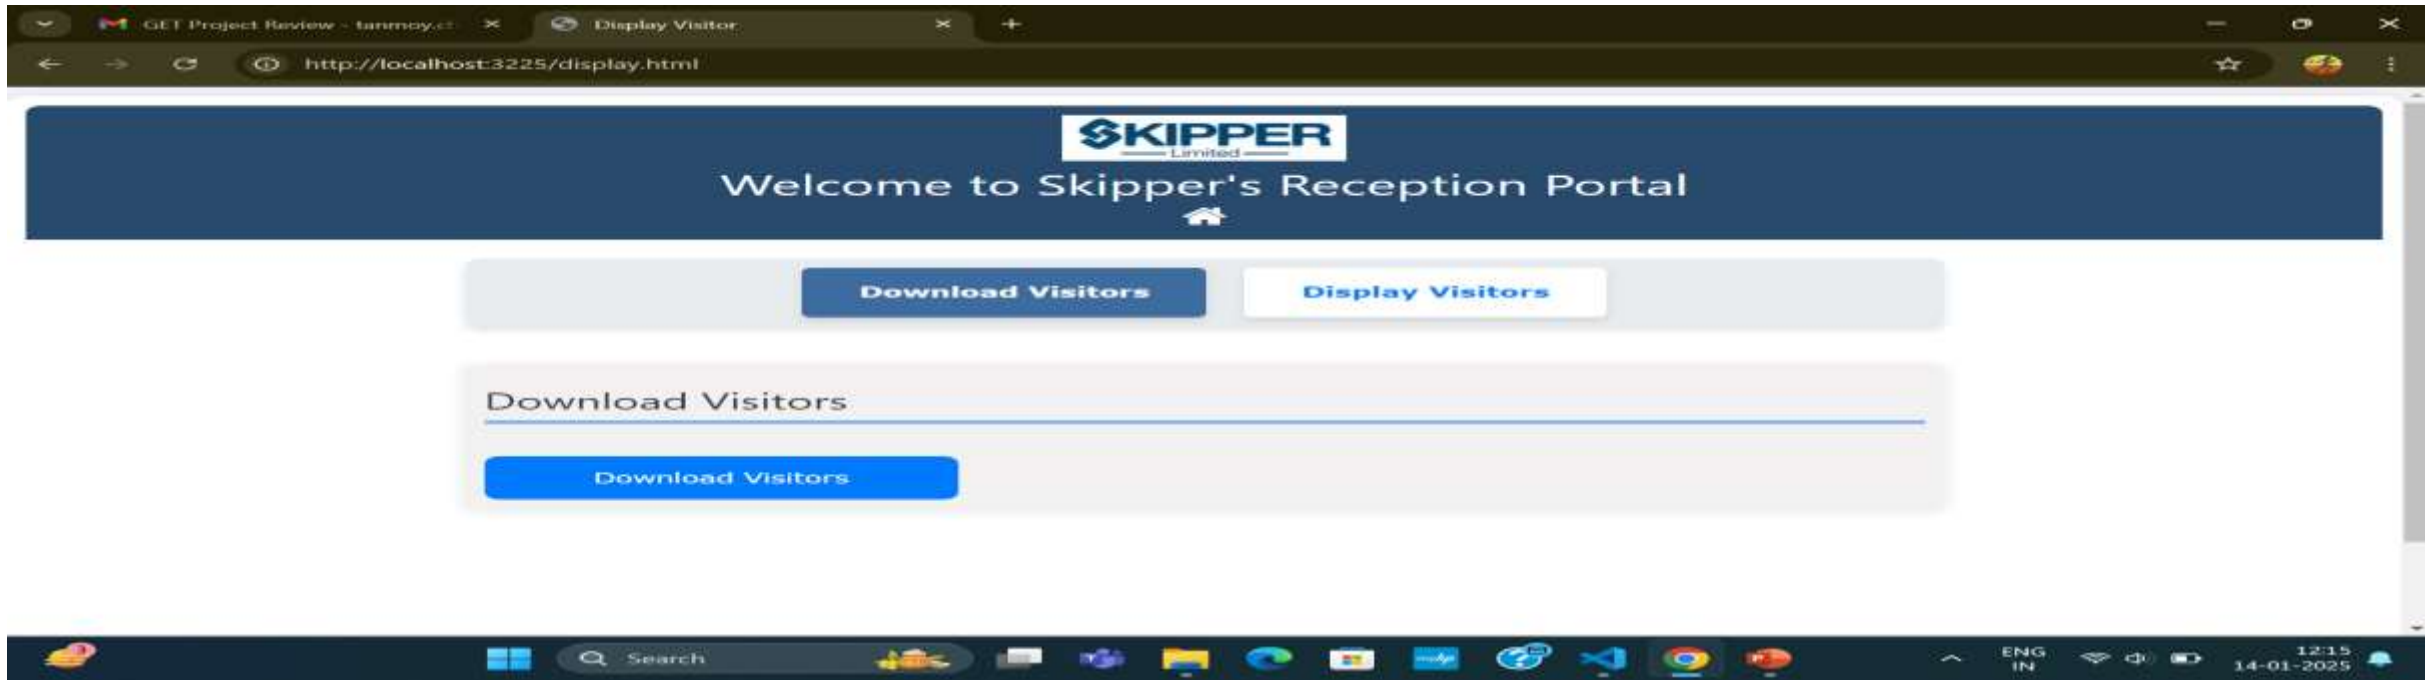 GET Project Review - tanmoy.ct
Display Visitor
http://localhost:3225/display.html
SKIPPER
Limited
Welcome to Skipper's Reception Portal
Download Visitors
Display Visitors
Download Visitors
Download Visitors
Search
ENG
IN
12:15
14-01-2025